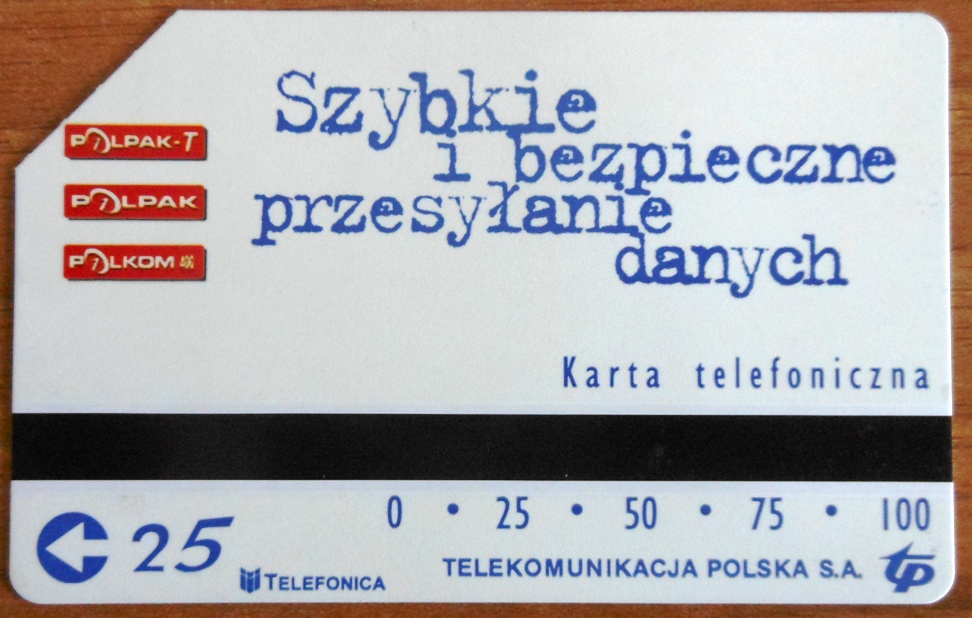 Szybkie
i bezpieczne
przesyłanie
danych
POLPAK-T
POLPAK
POLKOM 400
Karta telefoniczna
0 • 25 • 50 • 75 • 100
25
TELEFONICA
TELEKOMUNIKACJA POLSKA S.A.
tp